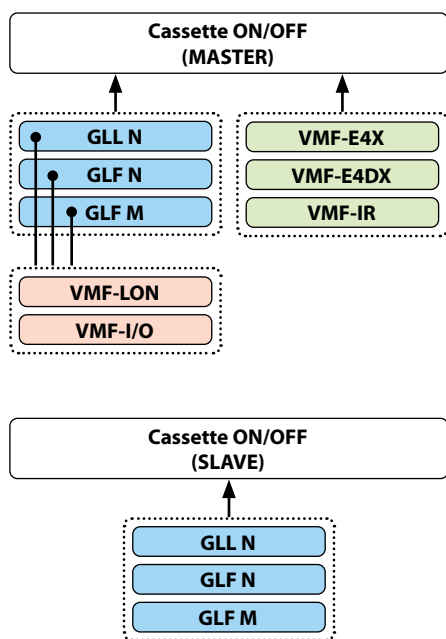 Cassette ON/OFF
(MASTER)
GLL N
GLF N
GLF M
VMF-E4X
VMF-E4DX
VMF-IR
VMF-LON
VMF-I/O
Cassette ON/OFF
(SLAVE)
GLL N
GLF N
GLF M